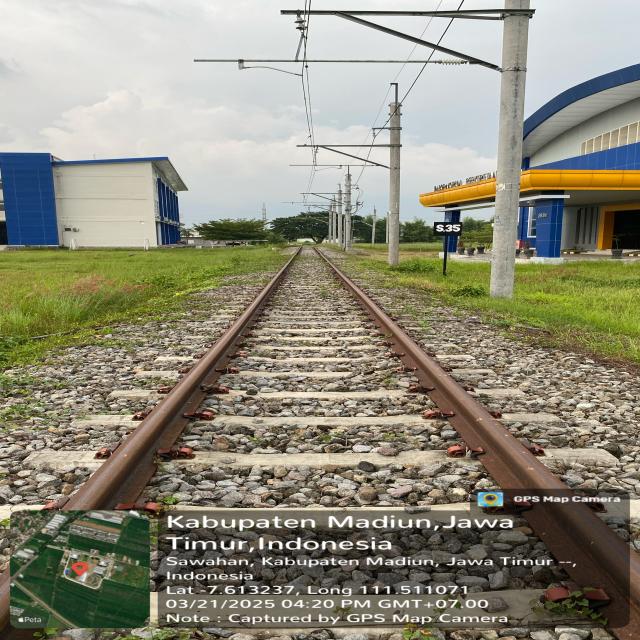 S.35
GPS Map Camera
Kabupaten Madiun,Jawa
Timur,Indonesia
Sawahan, Kabupaten Madiun, Jawa Timur --,
Indonesia
Lat -7.613237, Long 111.511071
03/21/2025 04:20 PM GMT+07.00
Note : Captured by GPS Map Camera
Peta